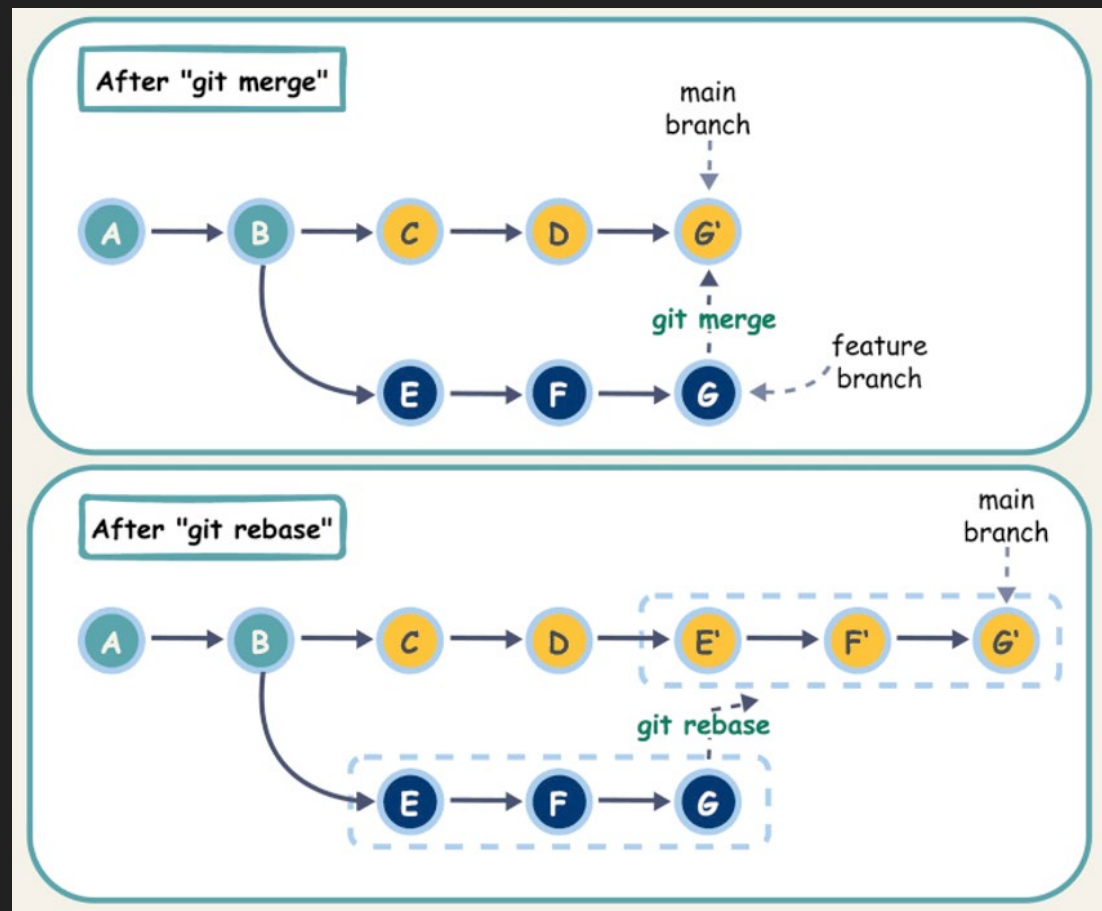 After "git merge"
main
branch
A
B
C
D
G'
git merge
feature
branch
E
F
G
After "git rebase"
main
branch
A
B
C
D
E'
F'
G'
git rebase
E
F
G